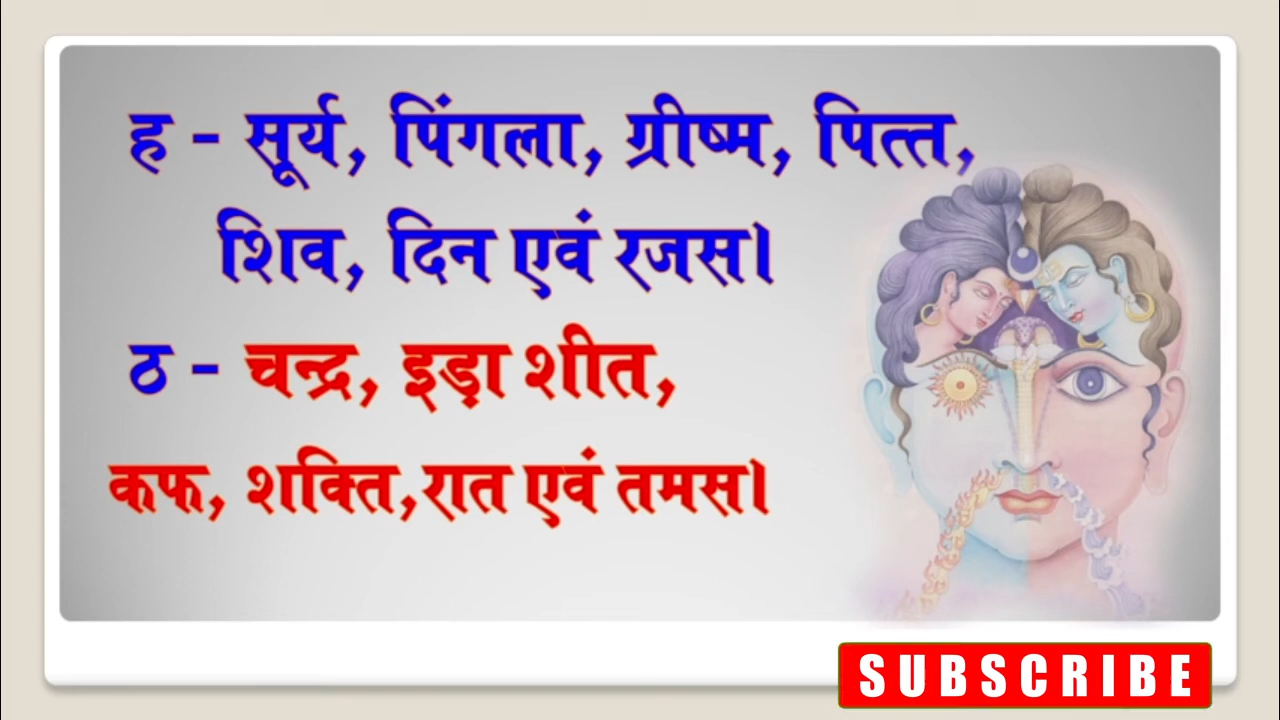 ह - सूर्य, पिंगला, ग्रीष्म, पित्त,
शिव, दिन एवं रजस।
ठ - चन्द्र, इड़ा शीत,
कफ, शक्ति,रात एवं तमस।
SUBSCRIBE